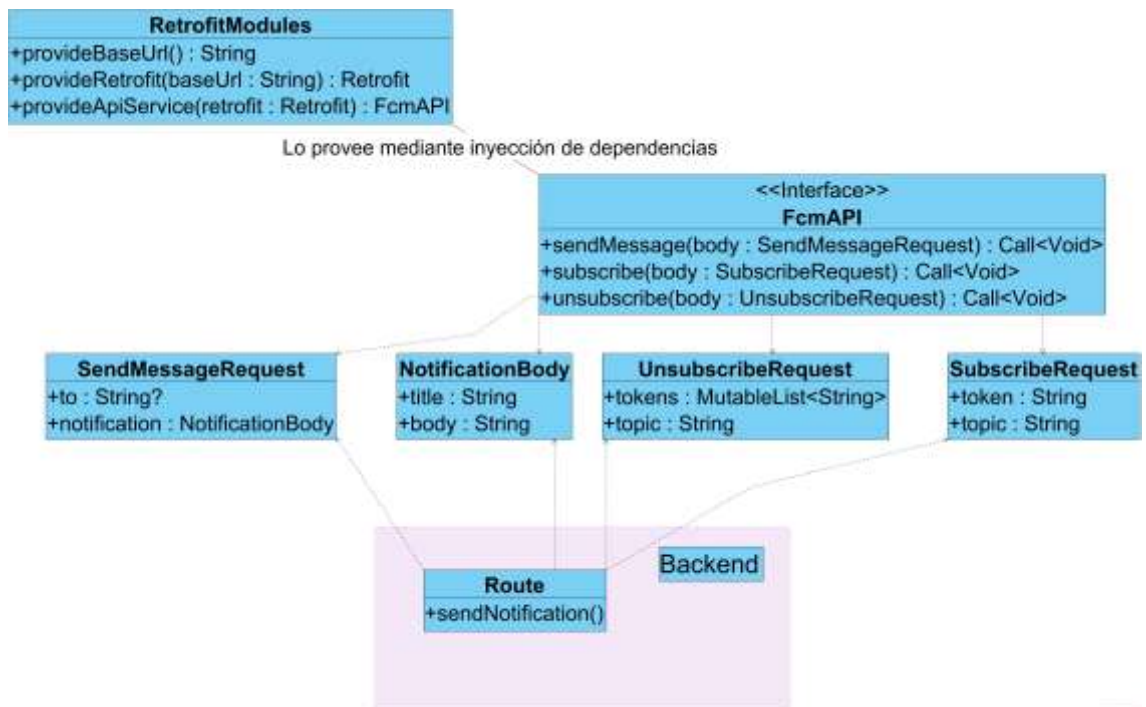 RetrofitModules
+provideBaseUrl() : String
+provideRetrofit(baseUrl : String) : Retrofit
+provideApiService(retrofit : Retrofit) : FcmAPI
Lo provee mediante inyección de dependencias
<<Interface>>
FcmAPI
+sendMessage(body : SendMessageRequest) : Call<Void>
+subscribe(body : SubscribeRequest) : Call<Void>
+unsubscribe(body : UnsubscribeRequest) : Call<Void>
SendMessageRequest
+to : String?
+notification : NotificationBody
NotificationBody
+title : String
+body : String
UnsubscribeRequest
+tokens : MutableList<String>
+topic : String
SubscribeRequest
+token : String
+topic : String
Backend
Route
+sendNotification()